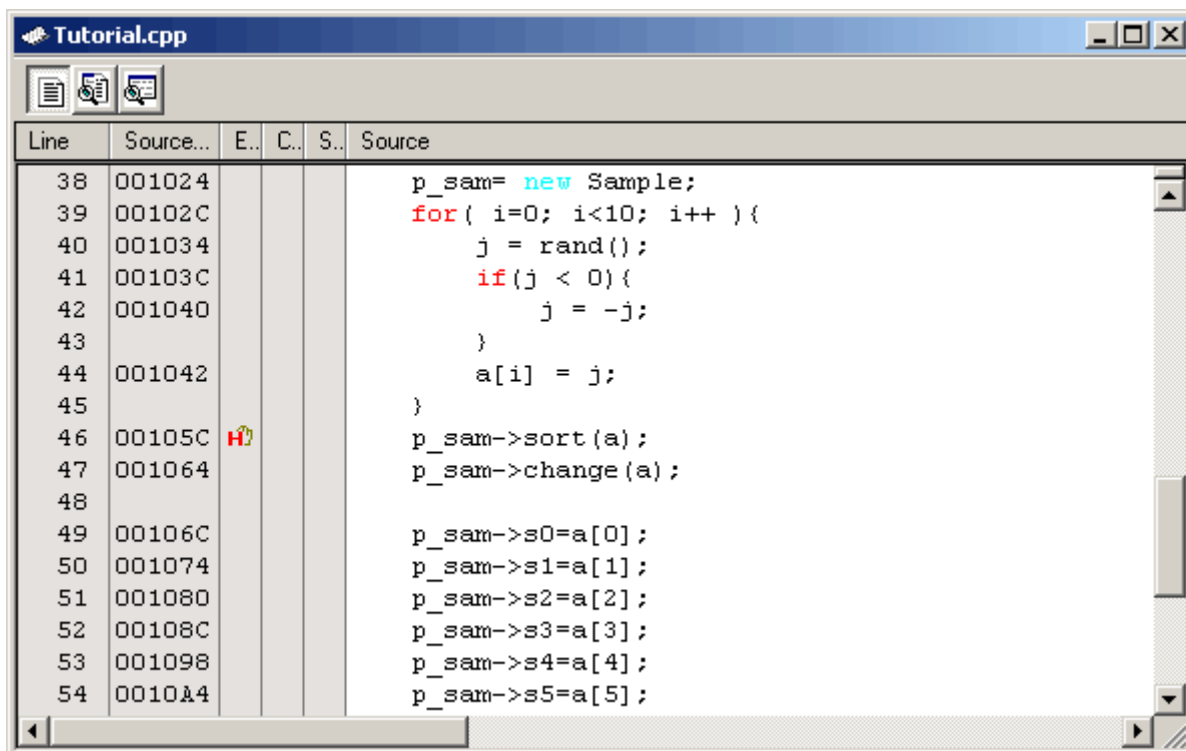 Tutorial.cpp
Line Source... E.. C.. S.. Source
38 001024 p_sam= new Sample;
39 00102C for( i=0; i<10; i++ ){
40 001034 j = rand();
41 00103C if(j < 0){
42 001040 j = -j;
43 }
44 001042 a[i] = j;
45 }
46 00105C H p_sam->sort(a);
47 001064 p_sam->change(a);
48
49 00106C p_sam->s0=a[0];
50 001074 p_sam->s1=a[1];
51 001080 p_sam->s2=a[2];
52 00108C p_sam->s3=a[3];
53 001098 p_sam->s4=a[4];
54 0010A4 p_sam->s5=a[5];